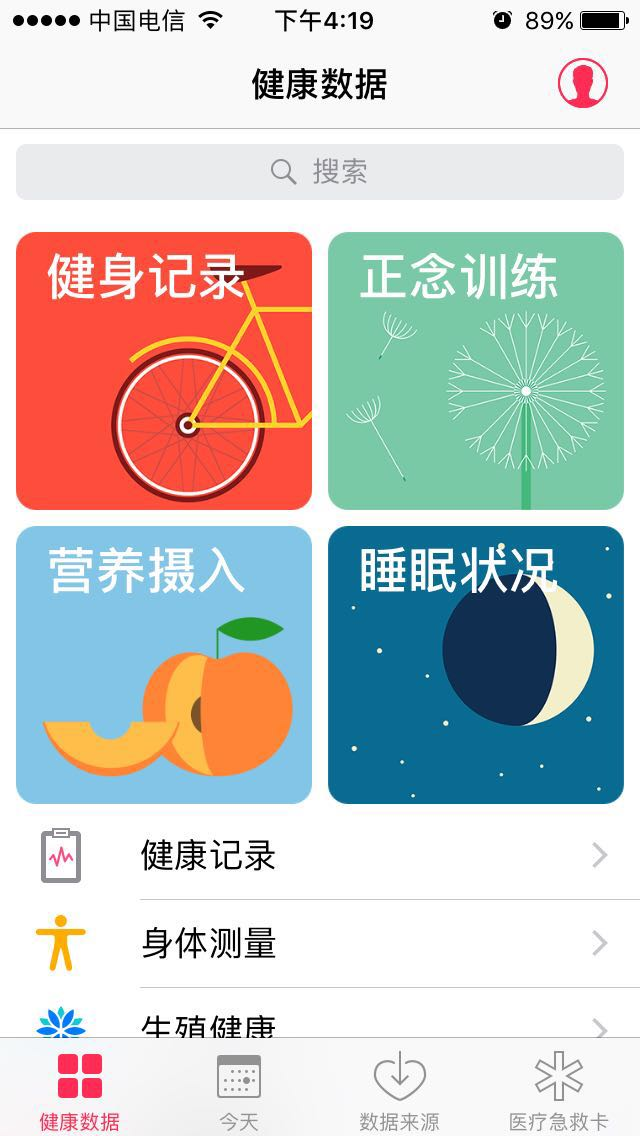 中国电信 下午4:19 89%
健康数据
搜索
健身记录 正念训练
营养摄入 睡眠状况
健康记录
身体测量
生殖健康
健康数据 今天 数据来源 医疗急救卡